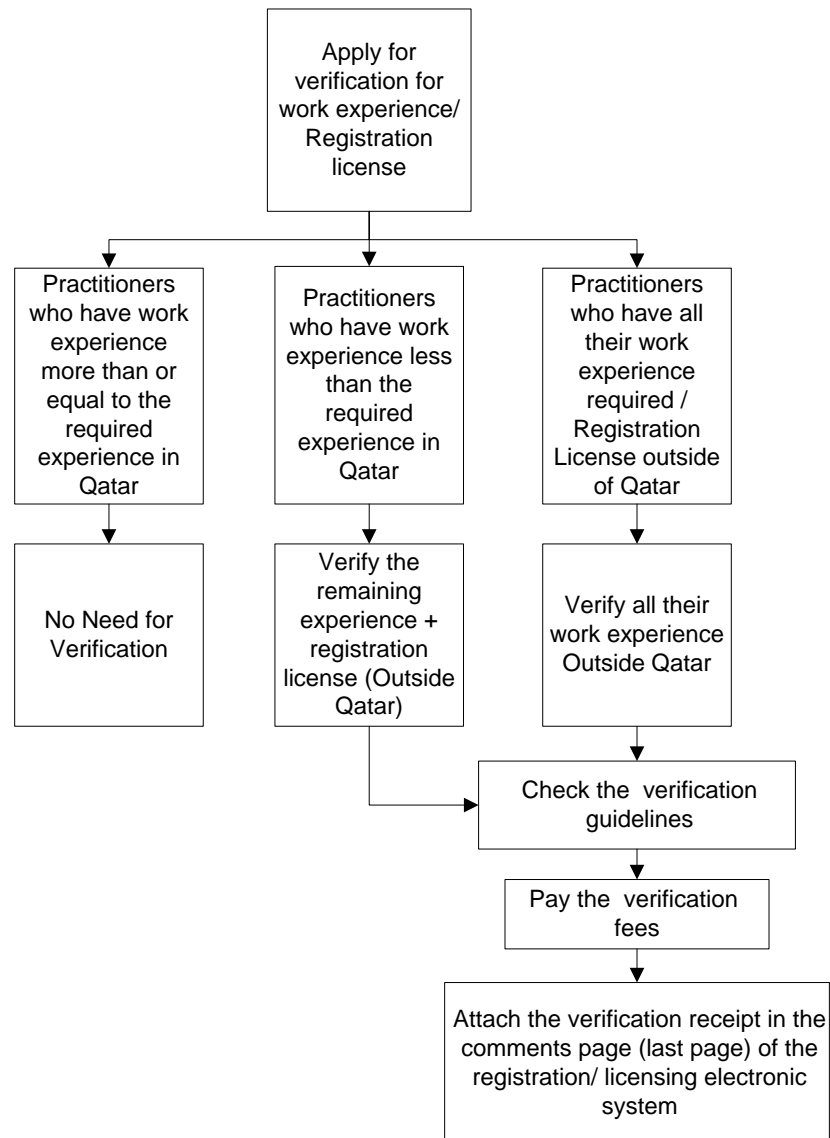 Apply for
verification for
work experience/
Registration
license
Practitioners
who have work
experience
more than or
equal to the
required
experience in
Qatar
Practitioners
who have work
experience less
than the
required
experience in
Qatar
Practitioners
who have all
their work
experience
required /
Registration
License outside
of Qatar
No Need for
Verification
Verify the
remaining
experience +
registration
license (Outside
Qatar)
Verify all their
work experience
Outside Qatar
Check the verification
guidelines
Pay the verification
fees
Attach the verification receipt in the
comments page (last page) of the
registration/ licensing electronic
system